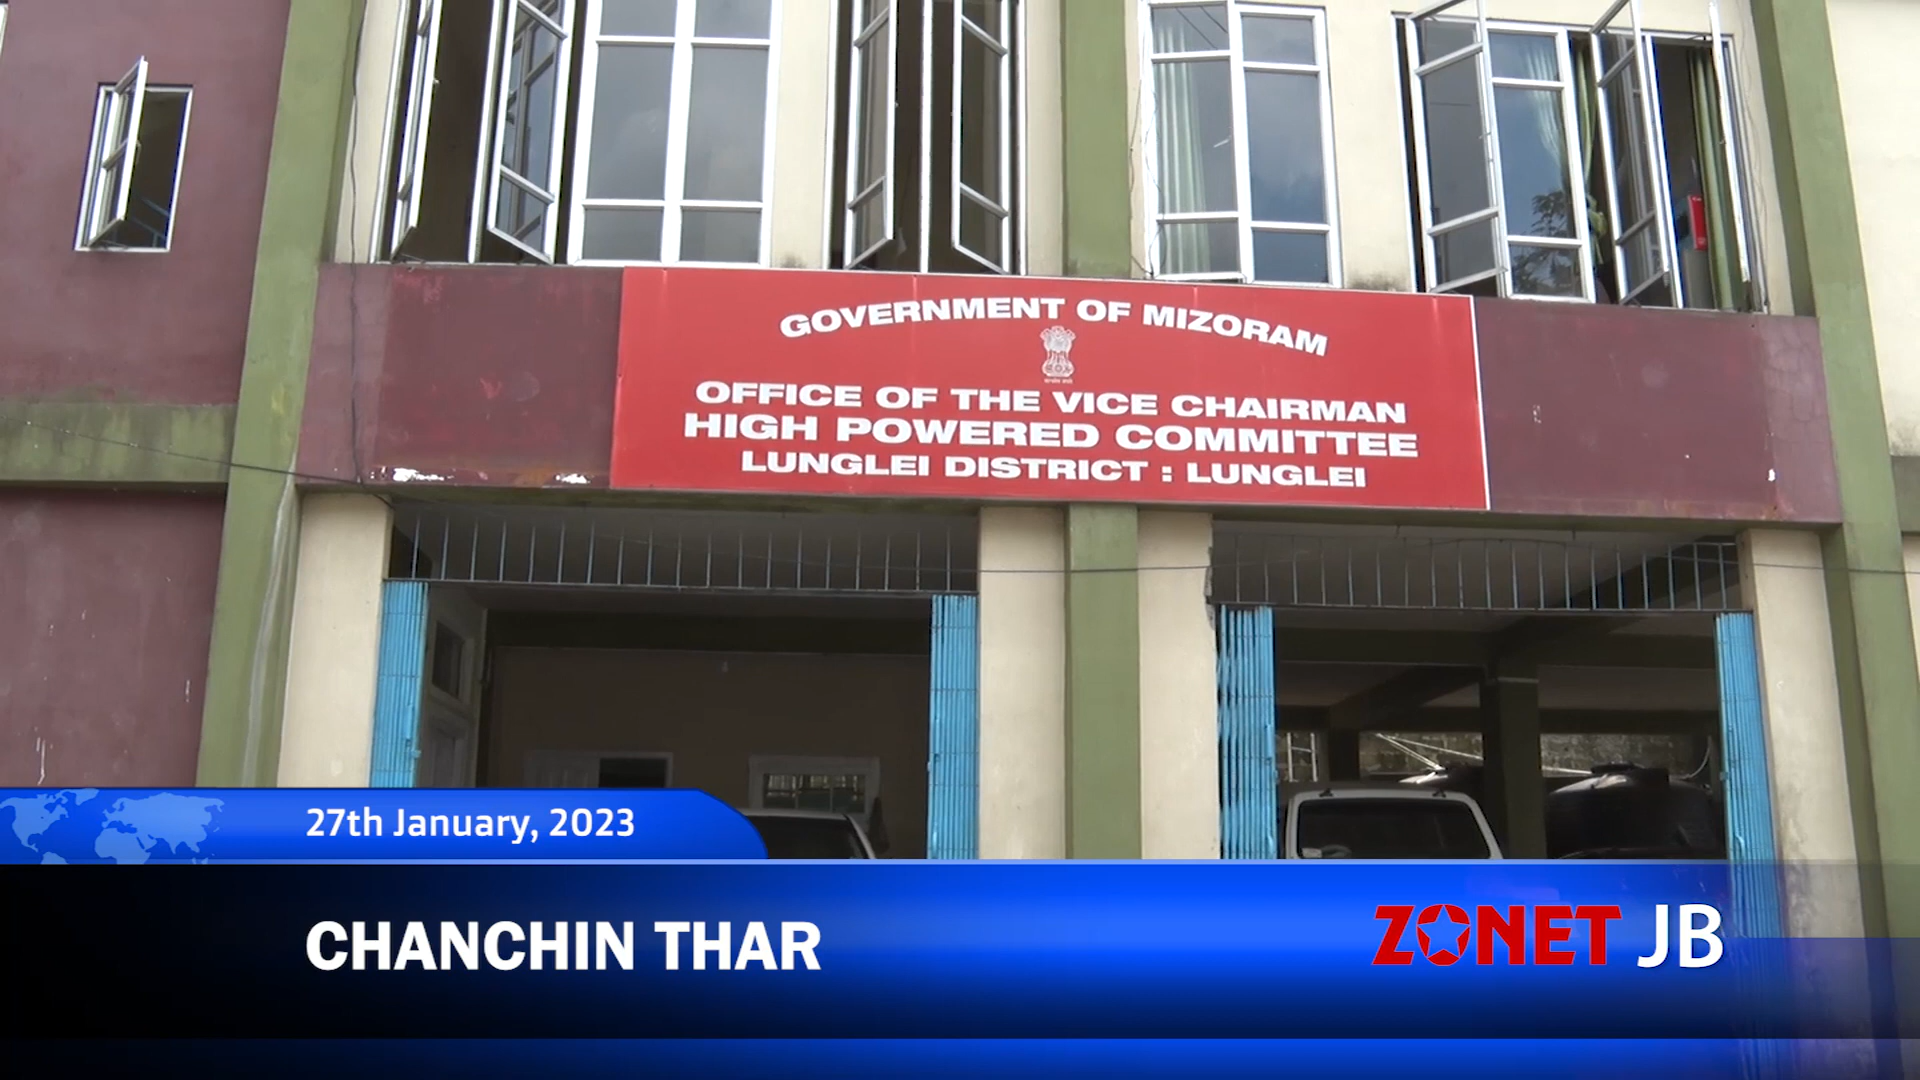 GOVERNMENT OF MIZORAM
OFFICE OF THE VICE CHAIRMAN
HIGH POWERED COMMITTEE
LUNGLEI DISTRICT : LUNGLEI
27th January, 2023
CHANCHIN THAR
ZONET JB